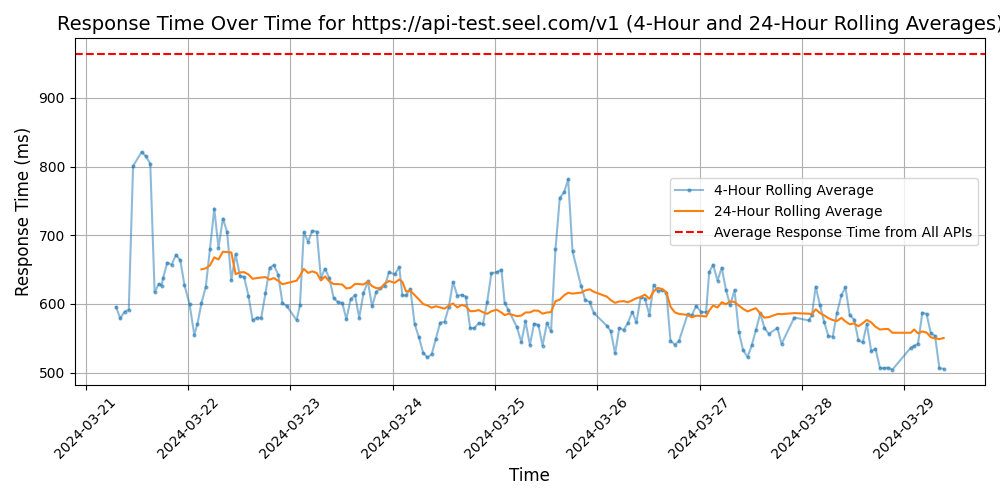 Response Time Over Time for https://api-test.seel.com/v1 (4-Hour and 24-Hour Rolling Averages)
Response Time (ms)
900
800
700
600
500
4-Hour Rolling Average
24-Hour Rolling Average
Average Response Time from All APIs
2024-03-21
2024-03-22
2024-03-23
2024-03-24
2024-03-25
2024-03-26
2024-03-27
2024-03-28
2024-03-29
Time